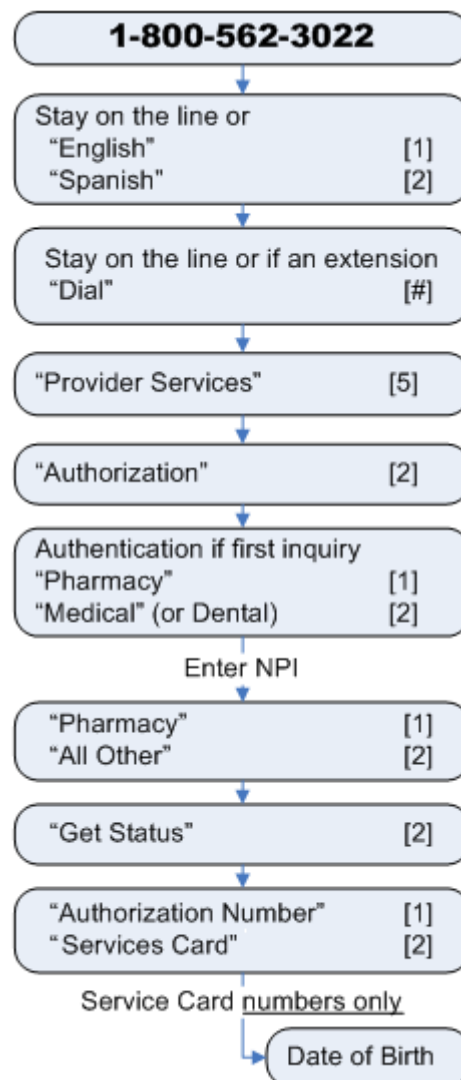 1-800-562-3022
Stay on the line or
“English” [1]
“Spanish” [2]
Stay on the line or if an extension
“Dial” [#]
“Provider Services” [5]
“Authorization” [2]
Authentication if first inquiry
“Pharmacy” [1]
“Medical” (or Dental) [2]
Enter NPI
“Pharmacy” [1]
“All Other” [2]
“Get Status” [2]
“Authorization Number” [1]
“Services Card” [2]
Service Card numbers only
Date of Birth